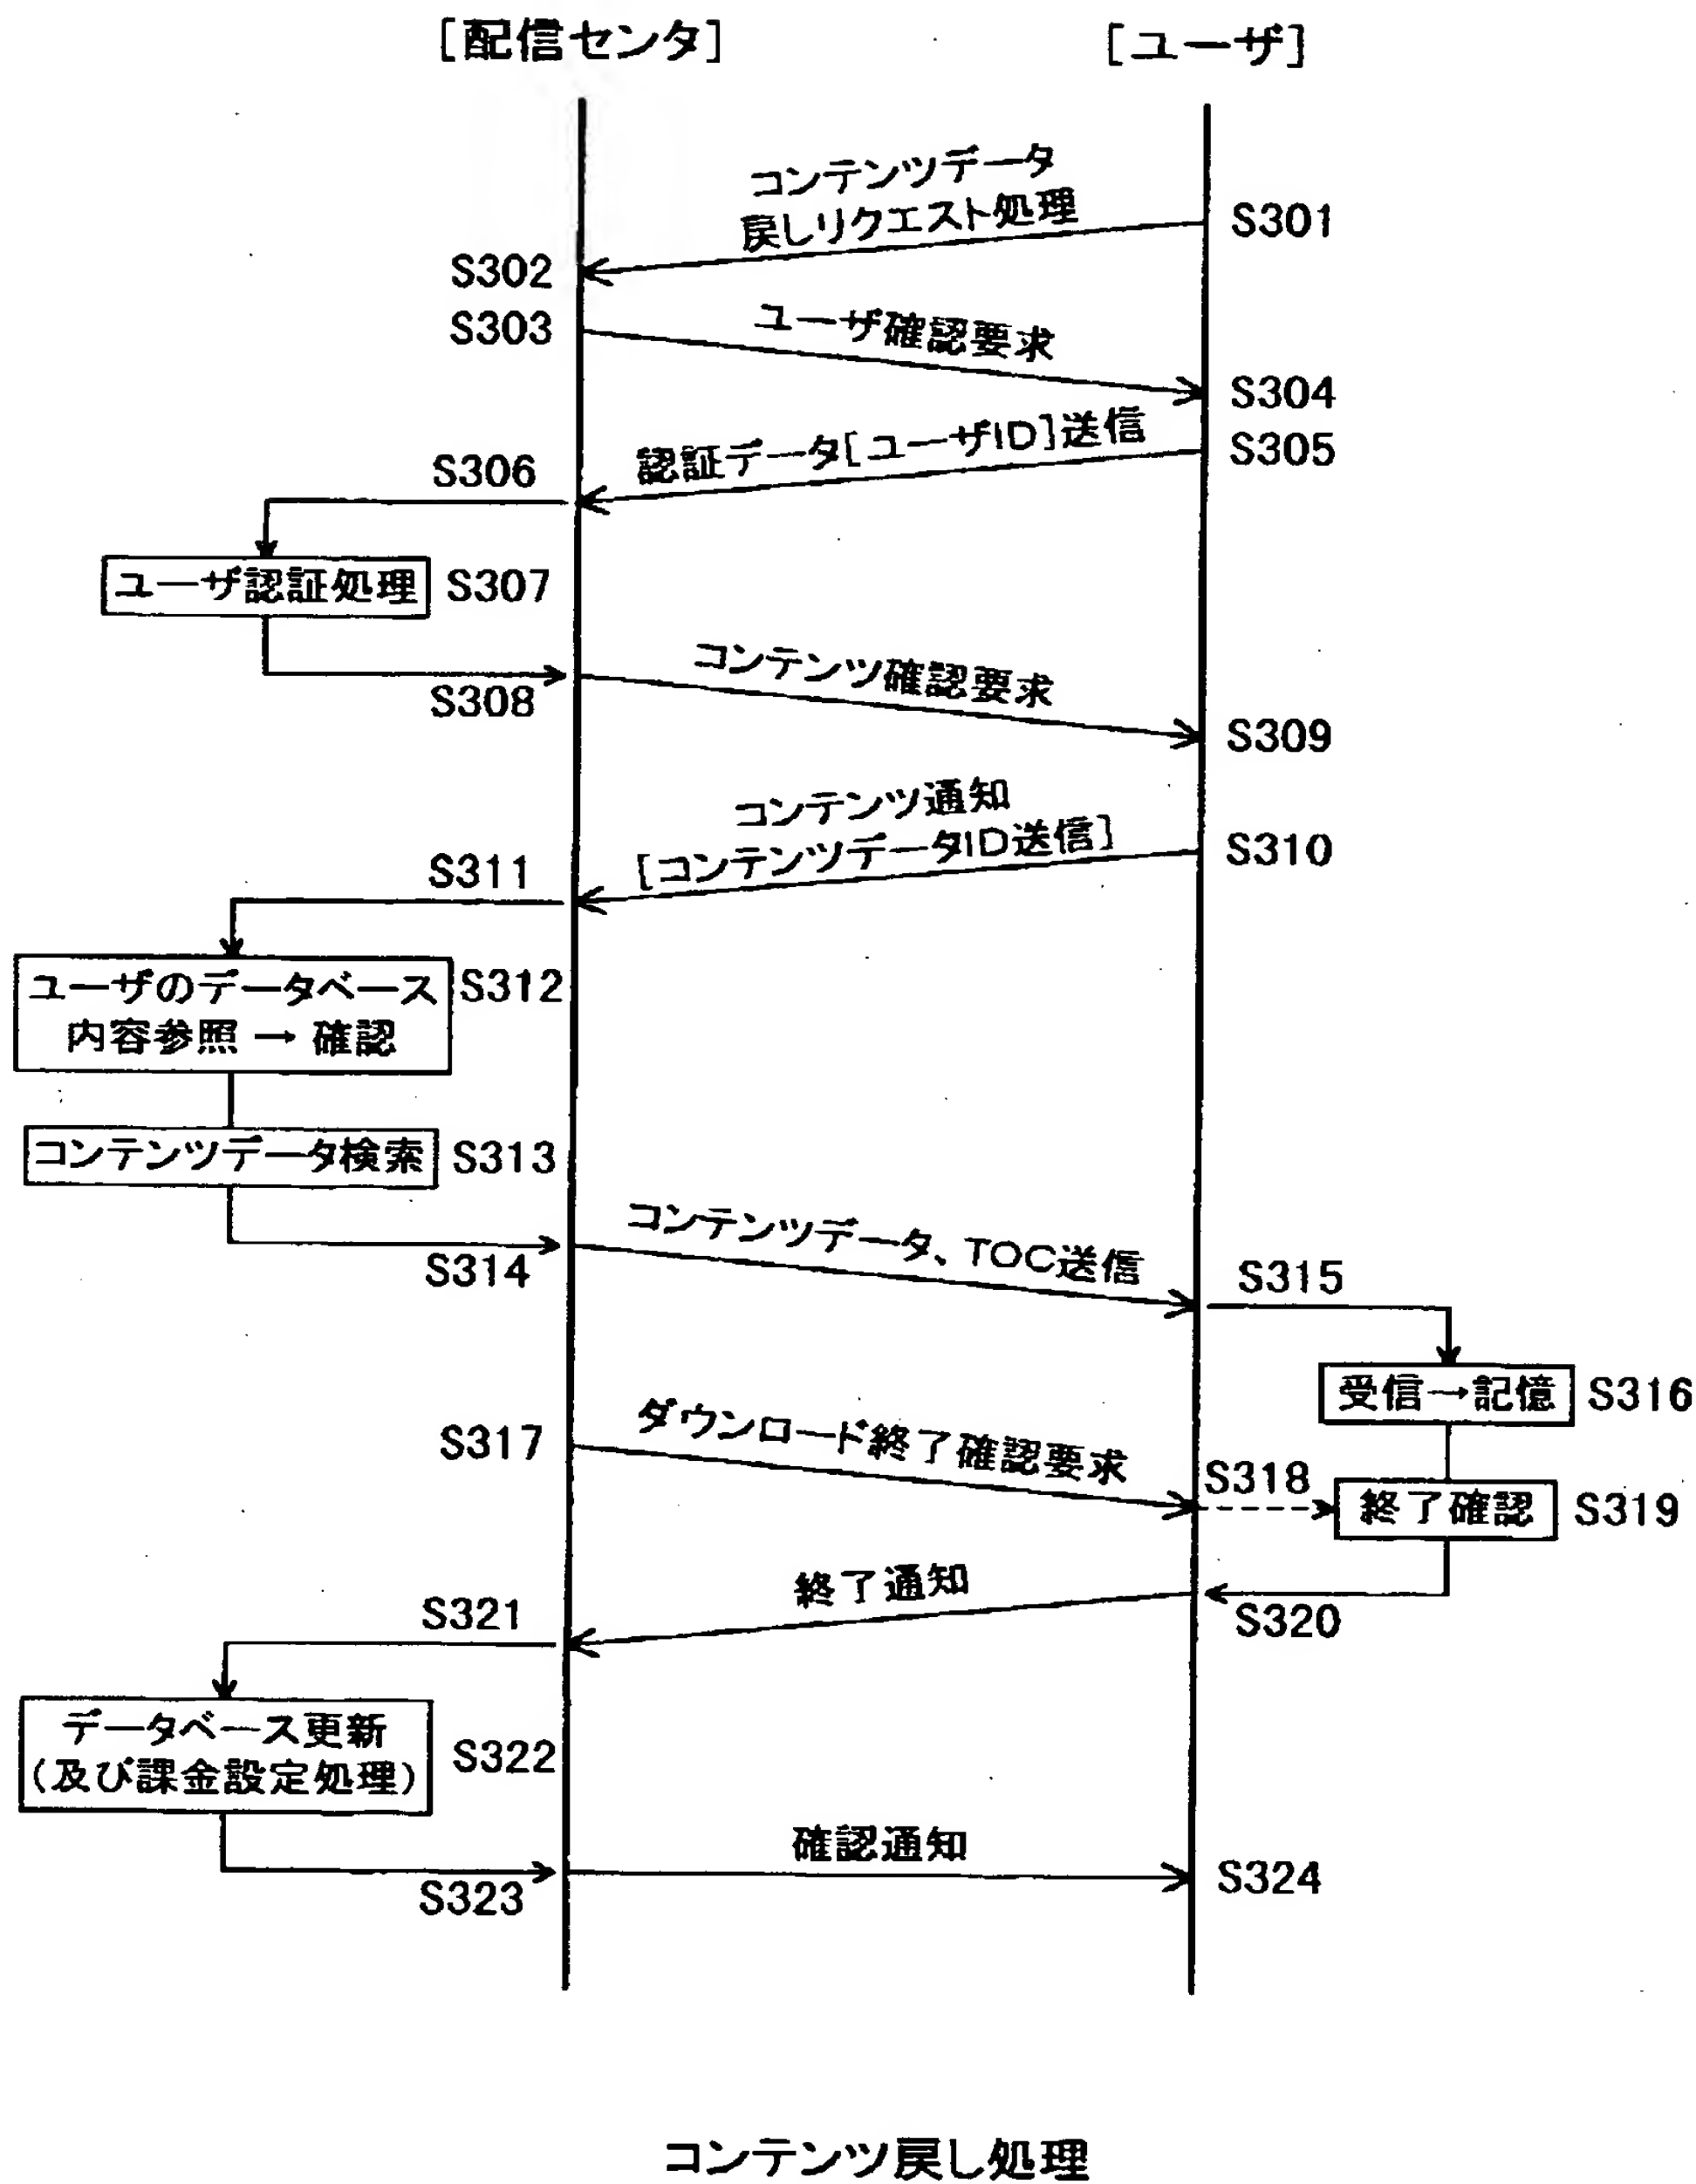 [配信センタ]
[ユーザ]
コンテンツデータ
戻しリクエスト処理
S301
S302
S303
ユーザ確認要求
S304
認証データ[ユーザID]送信
S305
S306
ユーザ認証処理
S307
コンテンツ確認要求
S308
S309
コンテンツ通知
[コンテンツデータID送信]
S310
S311
ユーザのデータベース
内容参照 → 確認
S312
コンテンツデータ検索
S313
コンテンツデータ、TOC送信
S314
S315
受信→記憶
S316
ダウンロード終了確認要求
S317
S318
終了確認
S319
終了通知
S320
S321
データベース更新
(及び課金設定処理)
S322
確認通知
S323
S324
コンテンツ戻し処理